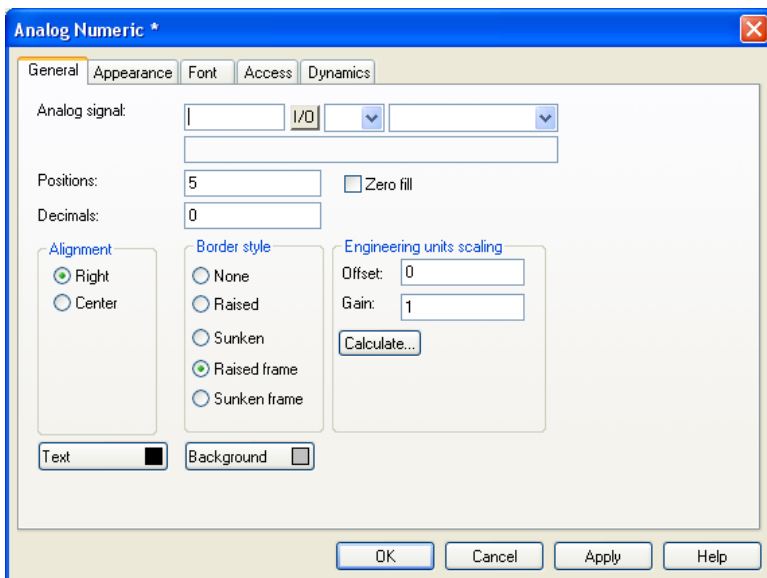 Analog Numeric *
General Appearance Font Access Dynamics
Analog signal: I/O
Positions: 5 Zero fill
Decimals: 0
Alignment Border style Engineering units scaling
Right None Offset: 0
Center Raised Gain: 1
Sunken Calculate...
Raised frame
Sunken frame
Text Background
OK Cancel Apply Help